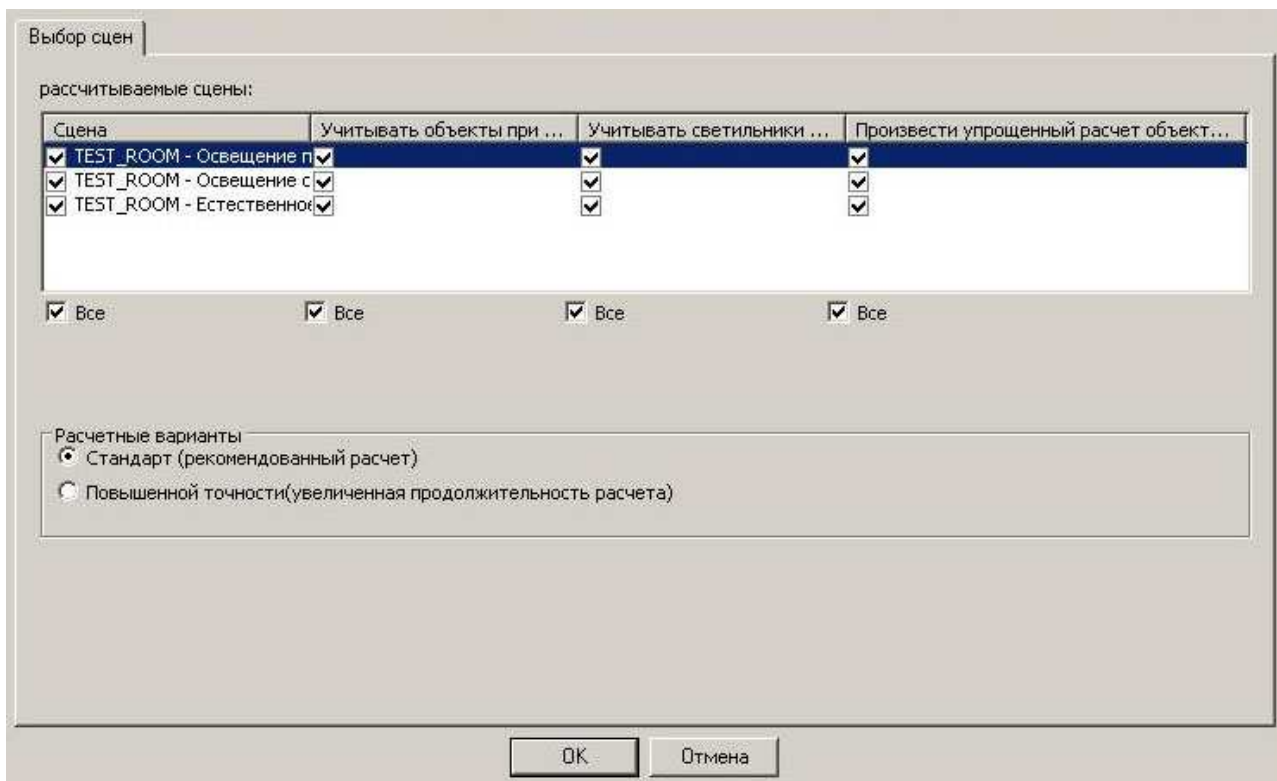 Выбор сцен
рассчитываемые сцены:
Сцена Учитывать объекты при ... Учитывать светильники ... Произвести упрощенный расчет объект...
TEST_ROOM - Освещение п
TEST_ROOM - Освещение с
TEST_ROOM - Естественное
Все Все Все Все
Расчетные варианты
Стандарт (рекомендованный расчет)
Повышенной точности(увеличенная продолжительность расчета)
OK Отмена